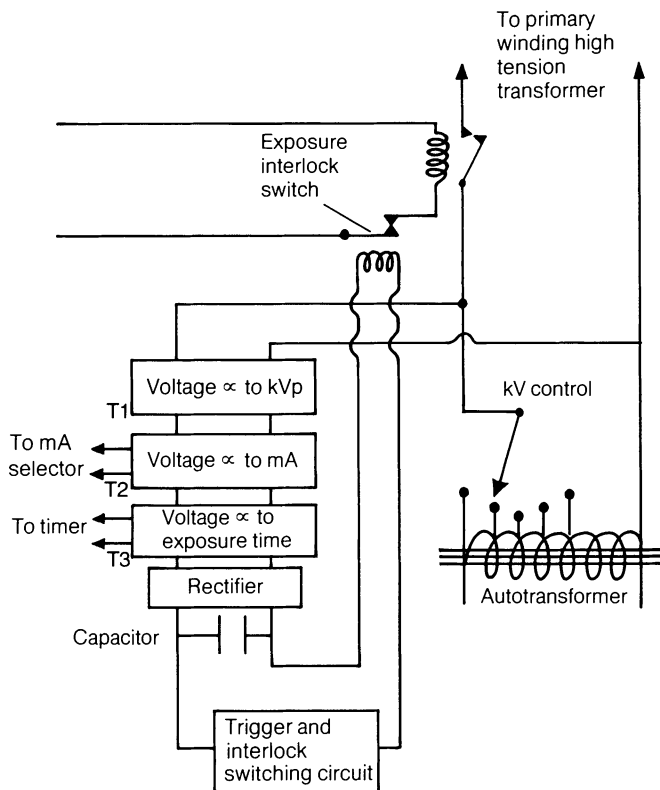 To primary
winding high
tension
transformer
Exposure
interlock
switch
Voltage ∝ to kVp
T1
kV control
To mA
selector
Voltage ∝ to mA
T2
To timer
Voltage ∝ to
exposure time
T3
Rectifier
Autotransformer
Capacitor
Trigger and
interlock
switching circuit